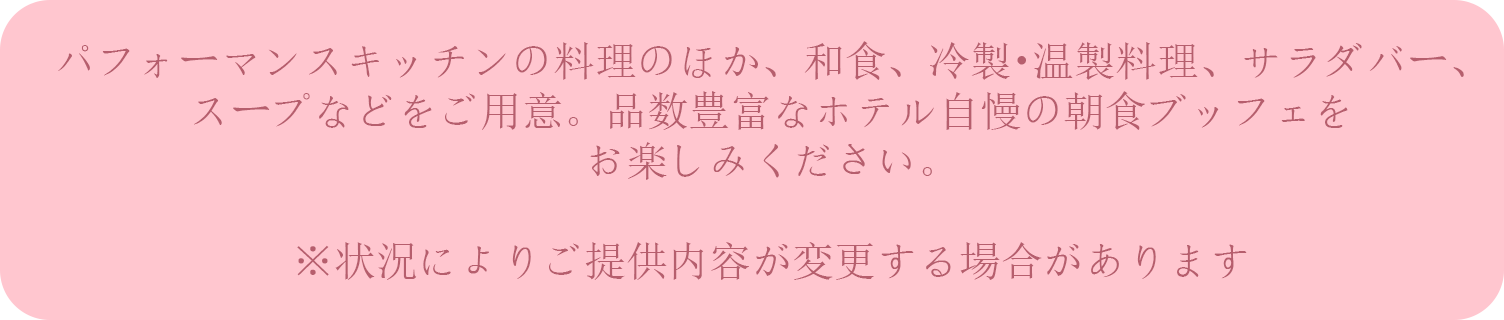 パフォーマンスキッチンの料理のほか、和食、冷製•温製料理、サラダバー、
スープなどをご用意。品数豊富なホテル自慢の朝食ブッフェを
お楽しみください。
※状況によりご提供内容が変更する場合があります